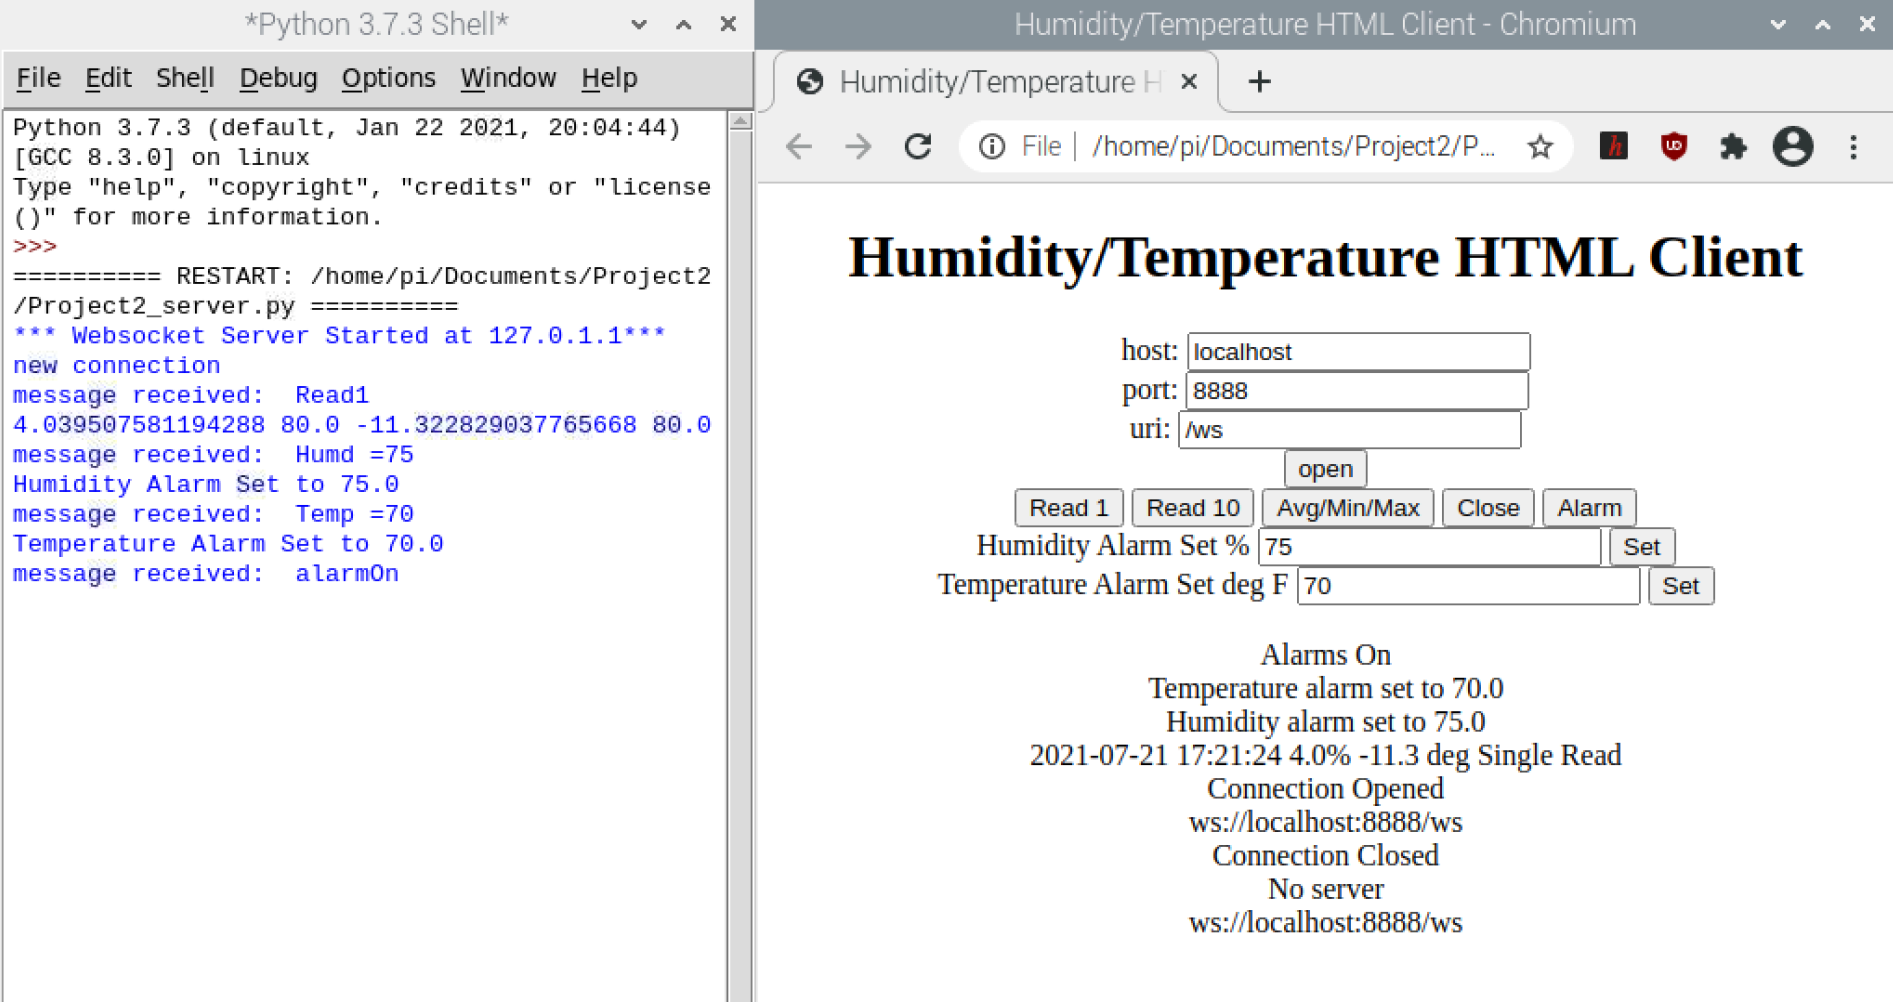 *Python 3.7.3 Shell*
File Edit Shell Debug Options Window Help
Python 3.7.3 (default, Jan 22 2021, 20:04:44)
[GCC 8.3.0] on linux
Type "help", "copyright", "credits" or "license
()" for more information.
>>>
========== RESTART: /home/pi/Documents/Project2
/Project2_server.py ==========
*** Websocket Server Started at 127.0.1.1***
new connection
message received:  Read1
4.039507581194288 80.0 -11.322829037765668 80.0
message received:  Humd =75
Humidity Alarm Set to 75.0
message received:  Temp =70
Temperature Alarm Set to 70.0
message received:  alarmOn
Humidity/Temperature HTML Client - Chromium
Humidity/Temperature H
File | /home/pi/Documents/Project2/P...
Humidity/Temperature HTML Client
host: localhost
port: 8888
uri: /ws
open
Read 1 Read 10 Avg/Min/Max Close Alarm
Humidity Alarm Set % 75 Set
Temperature Alarm Set deg F 70 Set
Alarms On
Temperature alarm set to 70.0
Humidity alarm set to 75.0
2021-07-21 17:21:24 4.0% -11.3 deg Single Read
Connection Opened
ws://localhost:8888/ws
Connection Closed
No server
ws://localhost:8888/ws